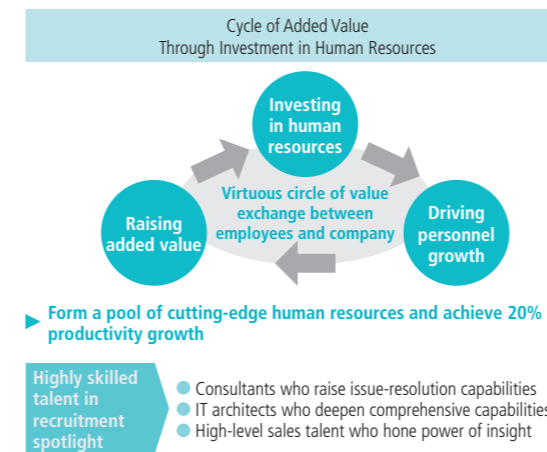 Cycle of Added Value
Through Investment in Human Resources
Investing
in human
resources
Virtuous circle of value
exchange between
employees and company
Raising
added value
Driving
personnel
growth
Form a pool of cutting-edge human resources and achieve 20%
productivity growth
Highly skilled
talent in
recruitment
spotlight
Consultants who raise issue-resolution capabilities
IT architects who deepen comprehensive capabilities
High-level sales talent who hone power of insight